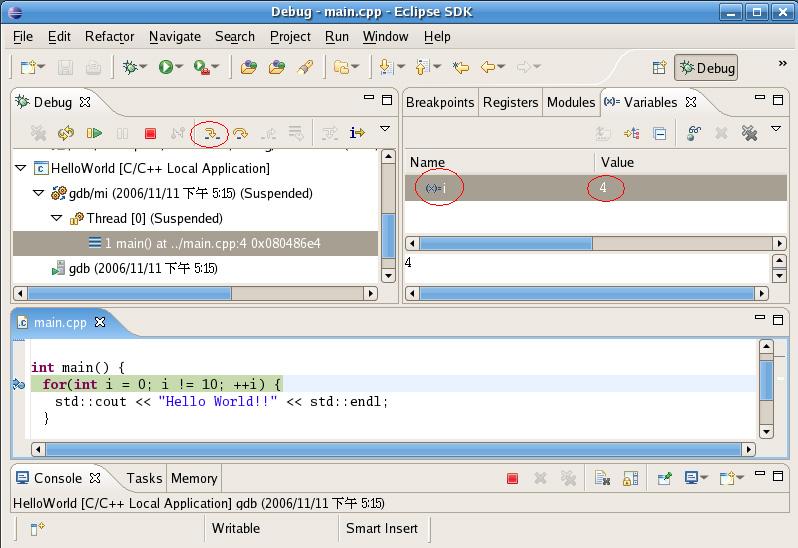 Debug - main.cpp - Eclipse SDK
File Edit Refactor Navigate Search Project Run Window Help
Debug
»
Debug
HelloWorld [C/C++ Local Application]
gdb/mi (2006/11/11 下午 5:15) (Suspended)
Thread [0] (Suspended)
1 main() at ../main.cpp:4 0x080486e4
gdb (2006/11/11 下午 5:15)
Breakpoints Registers Modules (x)= Variables
Name Value
(x)= i 4
4
main.cpp
int main() {
for(int i = 0; i != 10; ++i) {
std::cout << "Hello World!!" << std::endl;
}
Console Tasks Memory
HelloWorld [C/C++ Local Application] gdb (2006/11/11 下午 5:15)
Writable Smart Insert